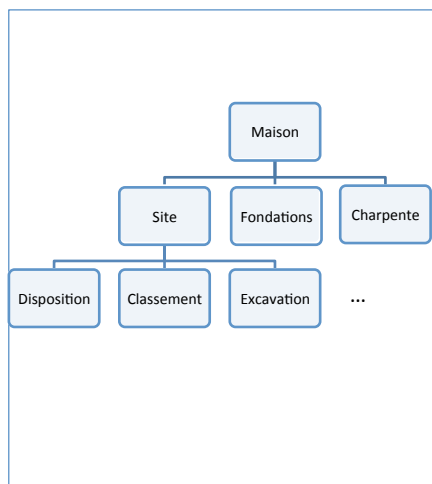 Maison
Site Fondations Charpente
Disposition Classement Excavation ...